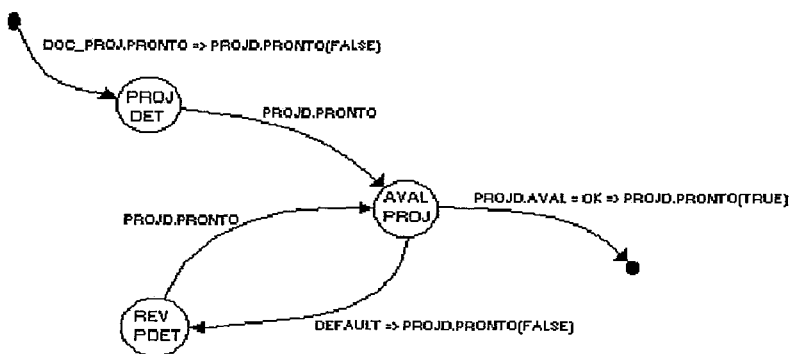 DOC_PROJ.PRONTO => PROJD.PRONTO(FALSE)
PROJ
DET
PROJD.PRONTO
AVAL
PROJ
PROJD.AVAL = OK => PROJD.PRONTO(TRUE)
PROJD.PRONTO
REV
PDET
DEFAULT => PROJD.PRONTO(FALSE)